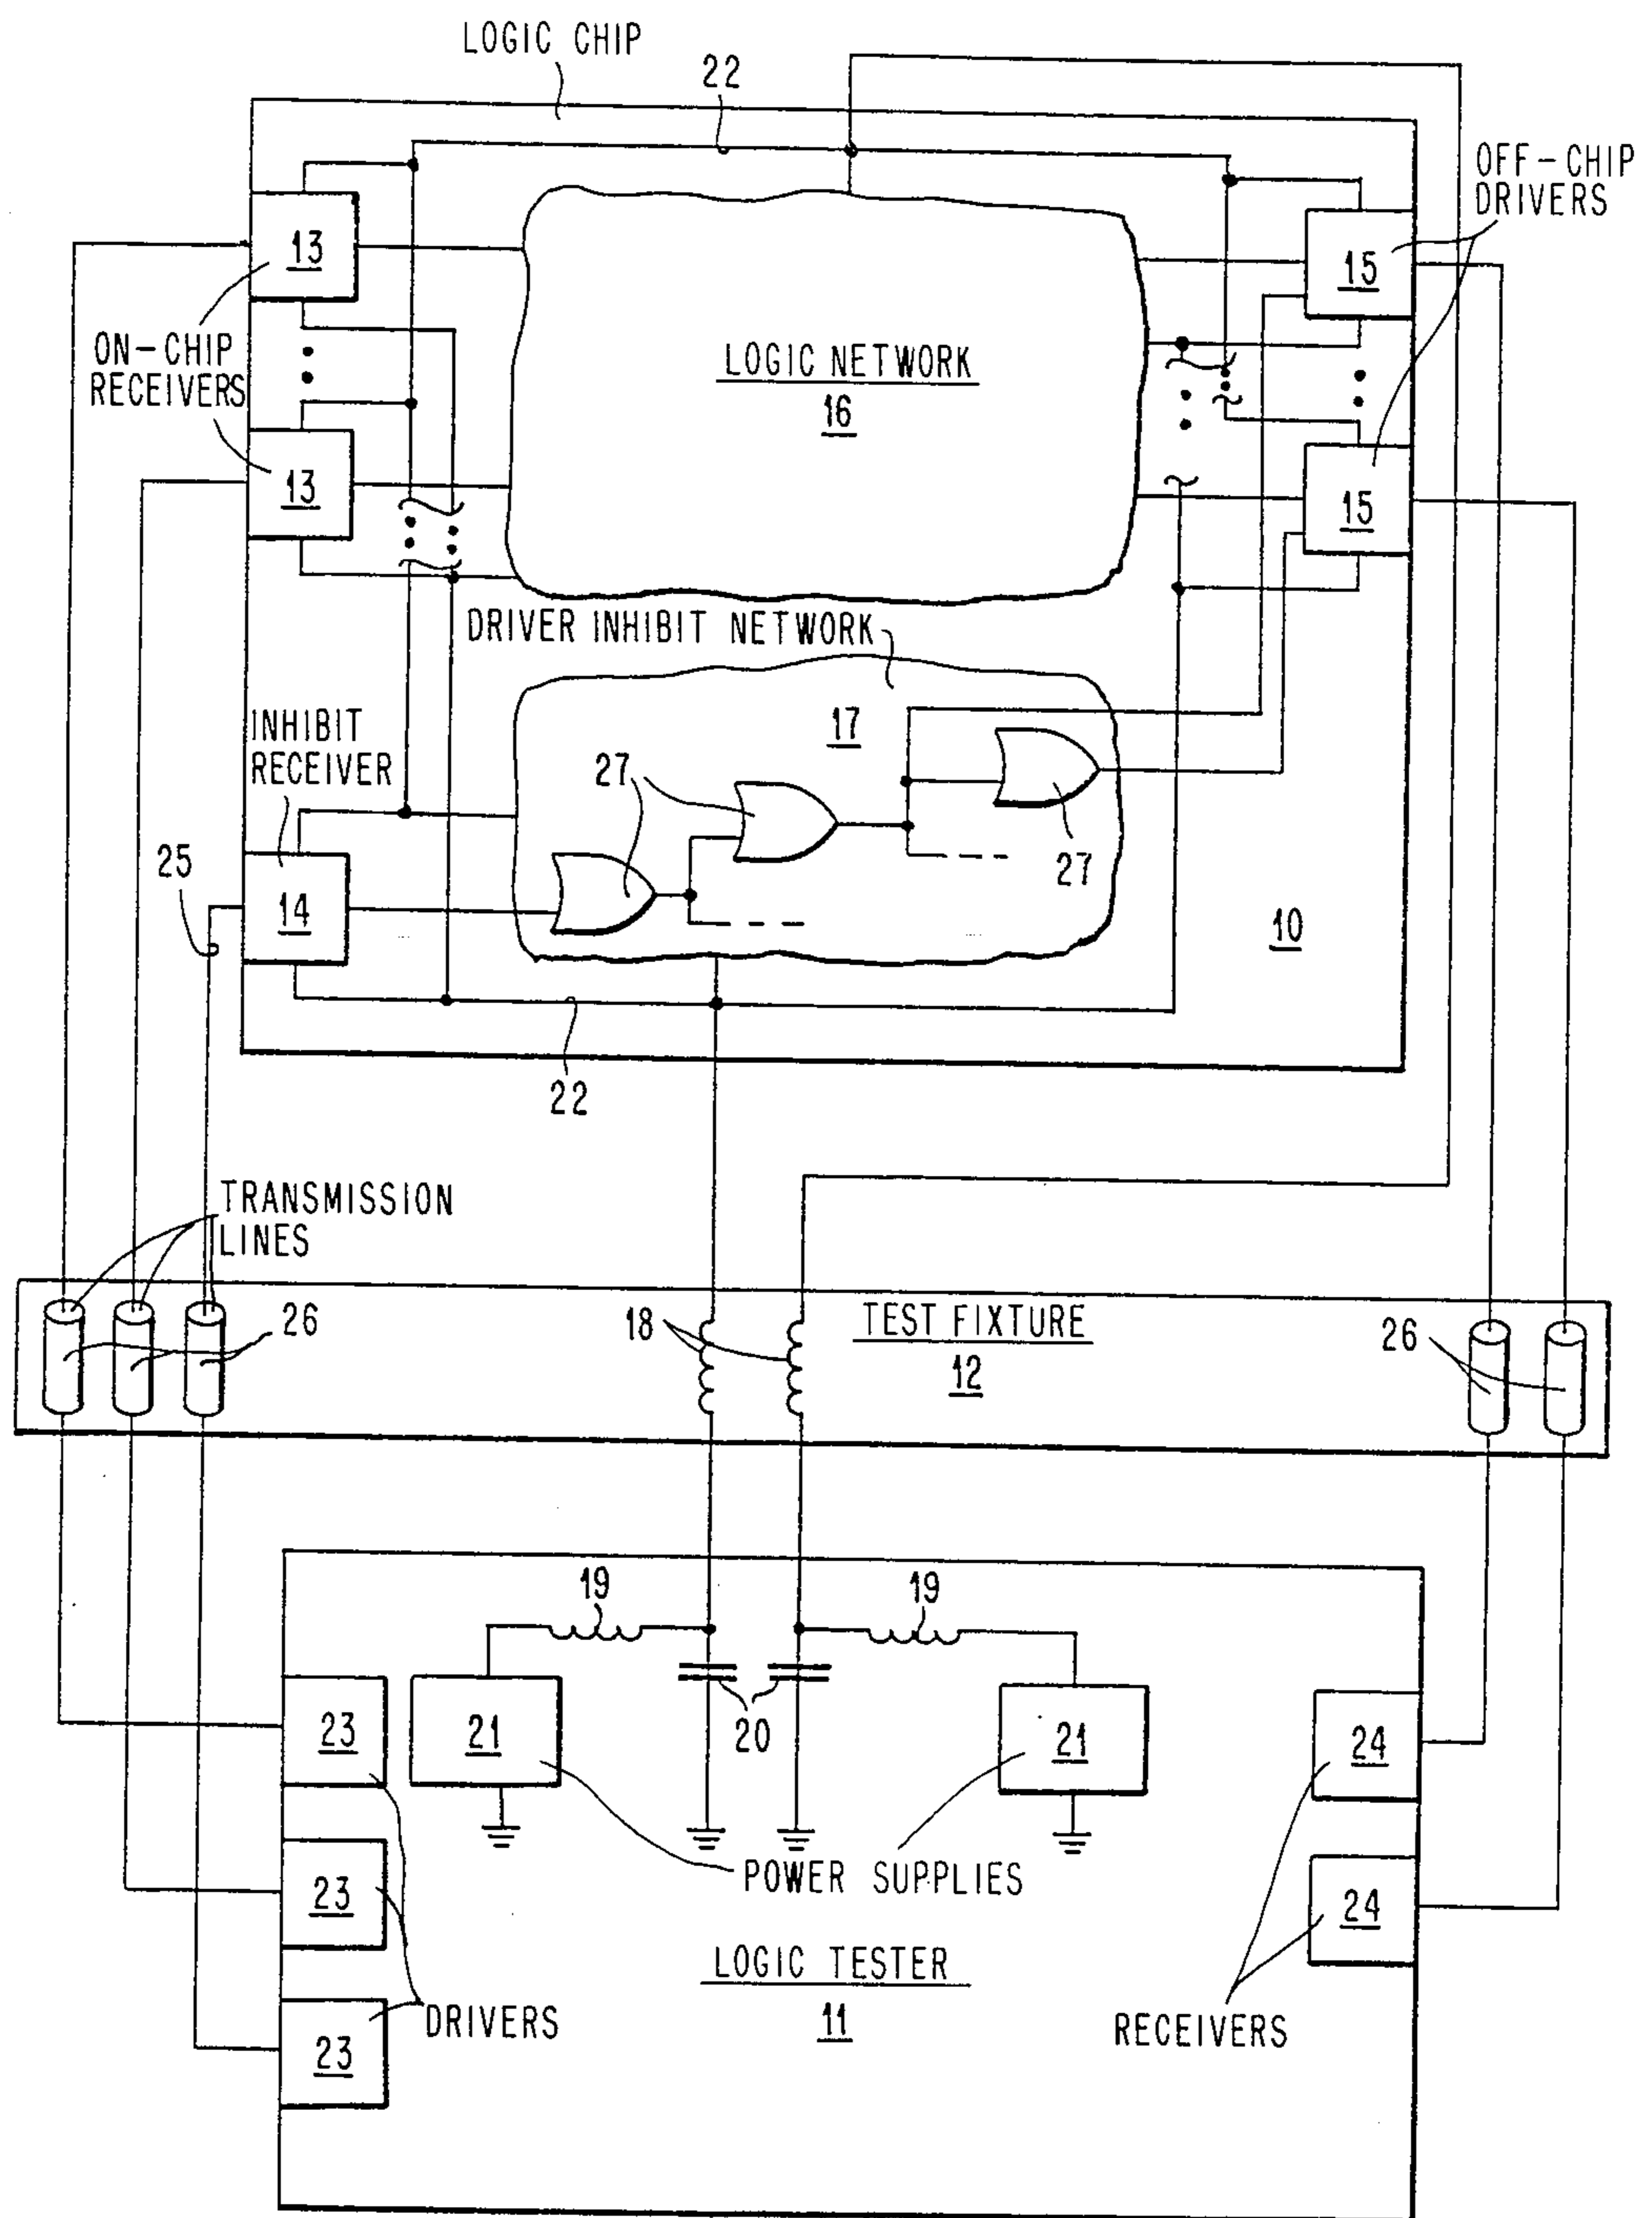 LOGIC CHIP
22
OFF-CHIP
DRIVERS
13
15
ON-CHIP
RECEIVERS
LOGIC NETWORK
16
13
15
DRIVER INHIBIT NETWORK
17
INHIBIT
RECEIVER
27
27
25
14
10
22
TRANSMISSION
LINES
26
18
TEST FIXTURE
12
26
19
19
23
21
20
21
24
POWER SUPPLIES
23
24
LOGIC TESTER
11
DRIVERS
RECEIVERS
23